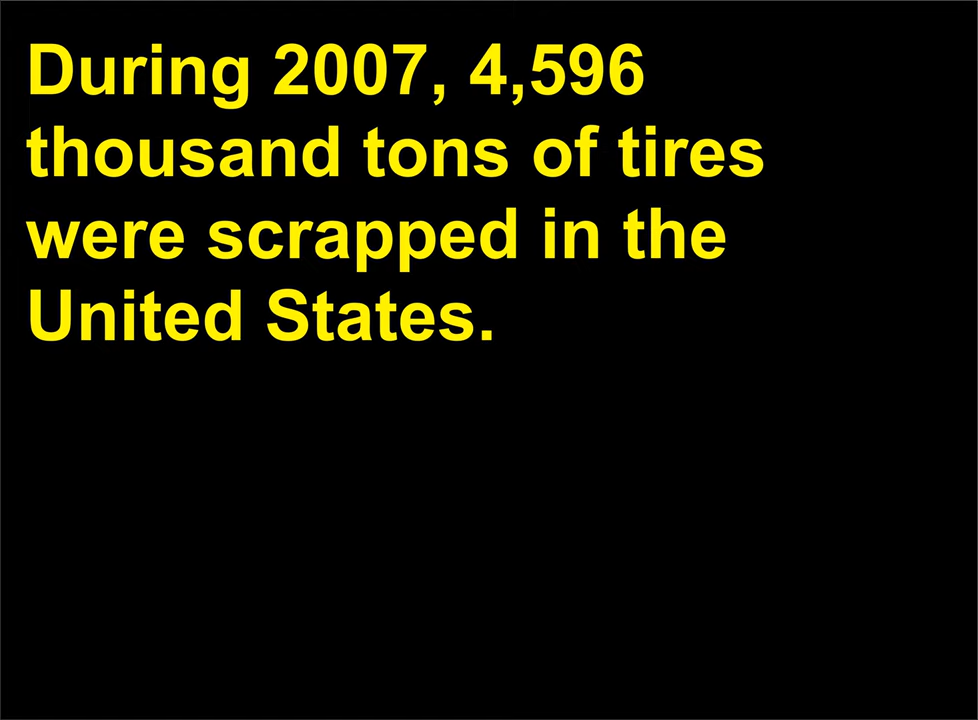 During 2007, 4,596
thousand tons of tires
were scrapped in the
United States.